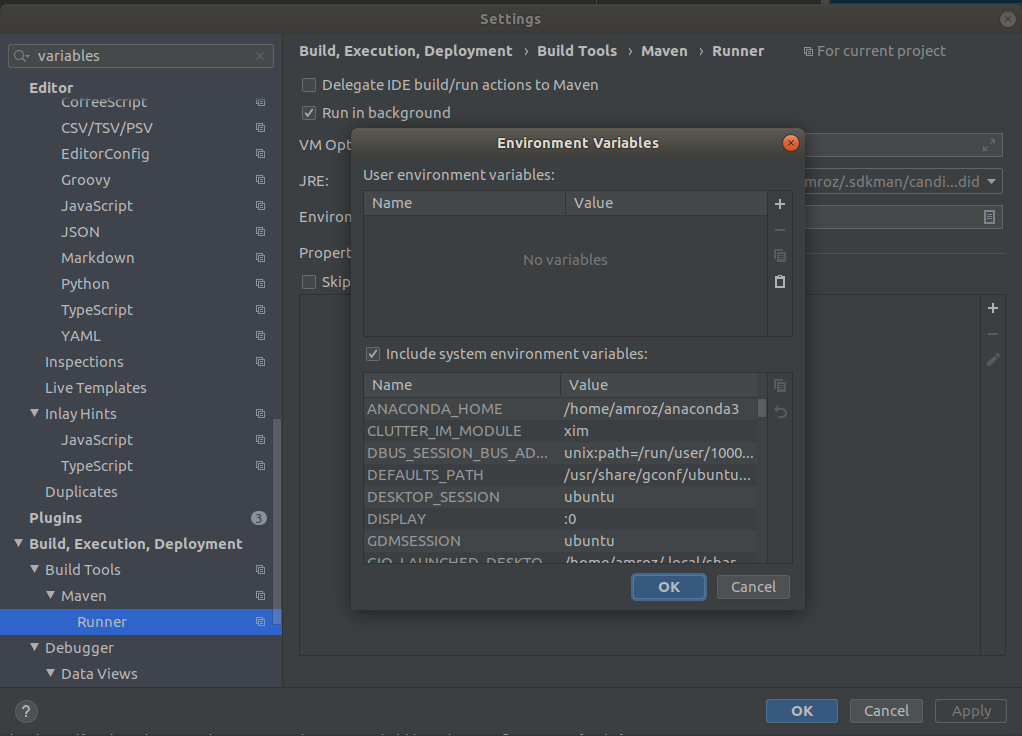 Settings
variables
Editor
CoffeeScript
CSV/TSV/PSV
EditorConfig
Groovy
JavaScript
JSON
Markdown
Python
TypeScript
YAML
Inspections
Live Templates
Inlay Hints
JavaScript
TypeScript
Duplicates
Plugins 3
Build, Execution, Deployment
Build Tools
Maven
Runner
Debugger
Data Views
Build, Execution, Deployment › Build Tools › Maven › Runner For current project
Delegate IDE build/run actions to Maven
Run in background
VM Opt
JRE: mroz/.sdkman/candi...did
Environ
Propert
Skip
Environment Variables
User environment variables:
Name Value
No variables
Include system environment variables:
Name Value
ANACONDA_HOME /home/amroz/anaconda3
CLUTTER_IM_MODULE xim
DBUS_SESSION_BUS_AD... unix:path=/run/user/1000...
DEFAULTS_PATH /usr/share/gconf/ubuntu...
DESKTOP_SESSION ubuntu
DISPLAY :0
GDMSESSION ubuntu
GIO_LAUNCHED_DESKTO... /home/amroz/.local/shar...
OK Cancel
? OK Cancel Apply